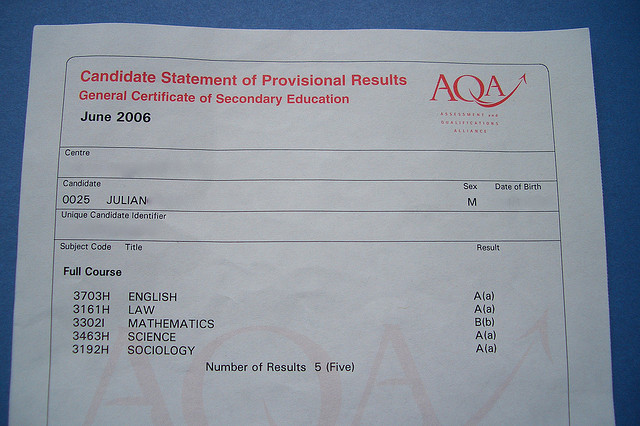 Candidate Statement of Provisional Results
General Certificate of Secondary Education
June 2006
AQA
ASSESSMENT and
QUALIFICATIONS
ALLIANCE
Centre
Candidate Sex Date of Birth
0025 JULIAN M
Unique Candidate Identifier
Subject Code Title Result
Full Course
3703H ENGLISH A(a)
3161H LAW A(a)
3302I MATHEMATICS B(b)
3463H SCIENCE A(a)
3192H SOCIOLOGY A(a)
Number of Results 5 (Five)
AQA